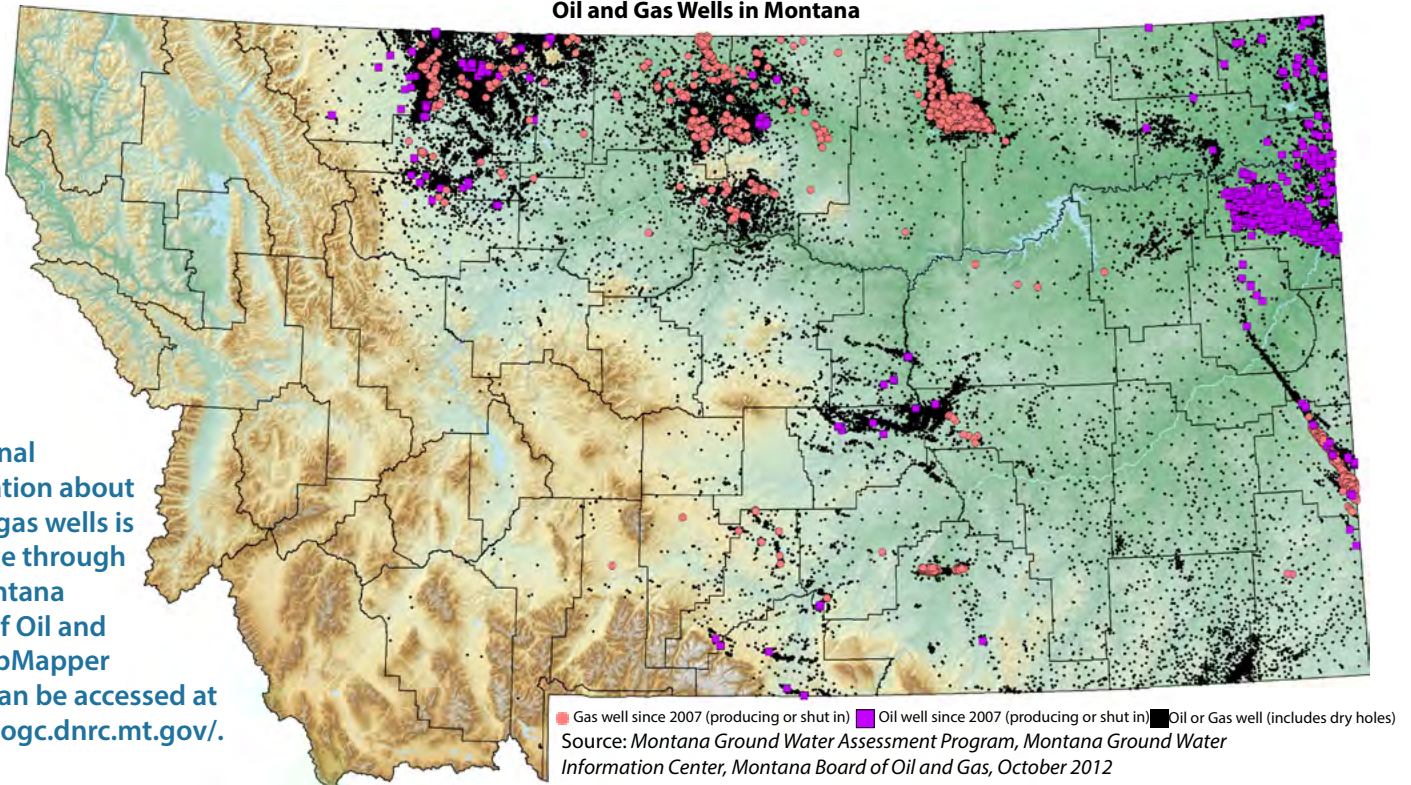 Oil and Gas Wells in Montana
nal
ation about
gas wells is
e through
ntana
f Oil and
bMapper
an be accessed at
ogc.dnrc.mt.gov/.
Gas well since 2007 (producing or shut in) Oil well since 2007 (producing or shut in) Oil or Gas well (includes dry holes)
Source: Montana Ground Water Assessment Program, Montana Ground Water
Information Center, Montana Board of Oil and Gas, October 2012